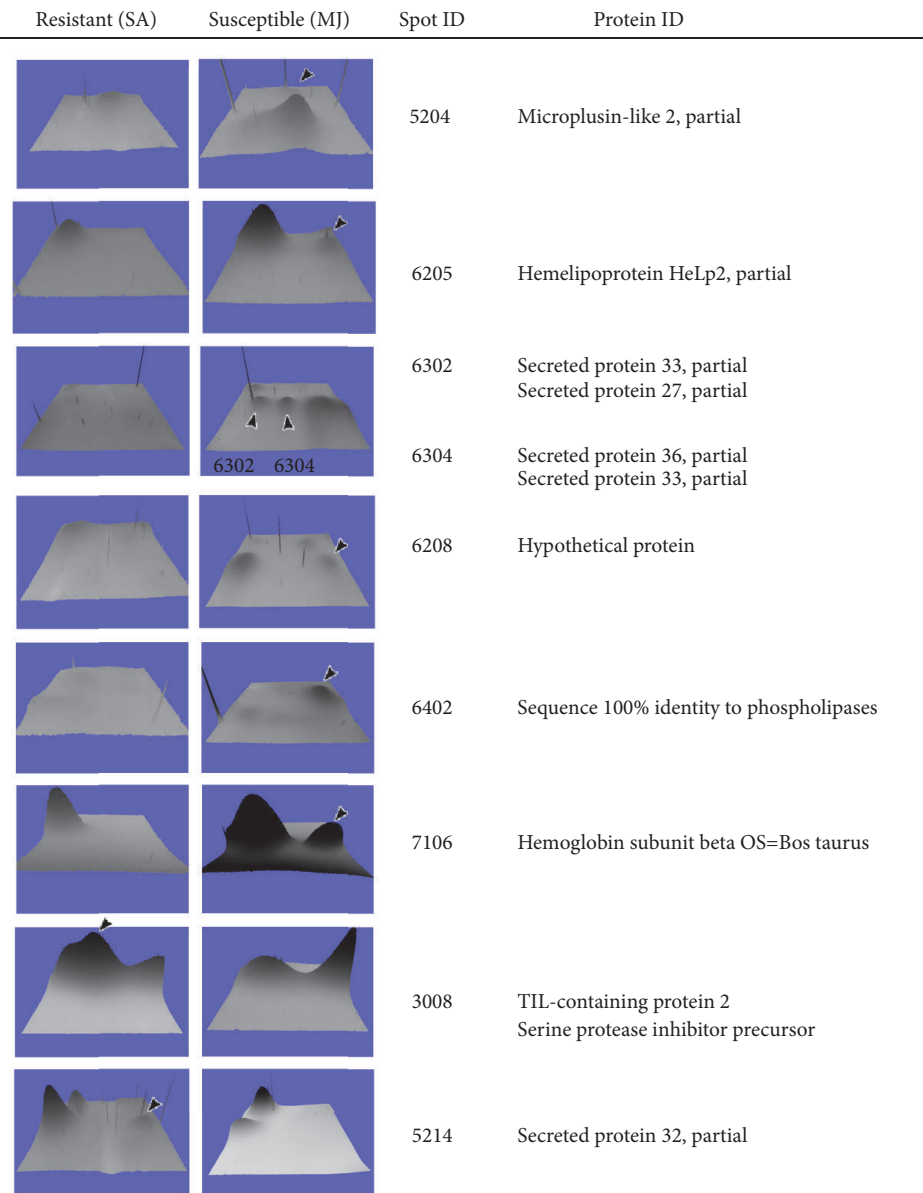 Resistant (SA) Susceptible (MJ) Spot ID Protein ID
5204 Microplusin-like 2, partial
6205 Hemelipoprotein HeLp2, partial
6302 Secreted protein 33, partial
Secreted protein 27, partial
6302 6304
6304 Secreted protein 36, partial
Secreted protein 33, partial
6208 Hypothetical protein
6402 Sequence 100% identity to phospholipases
7106 Hemoglobin subunit beta OS=Bos taurus
3008 TIL-containing protein 2
Serine protease inhibitor precursor
5214 Secreted protein 32, partial